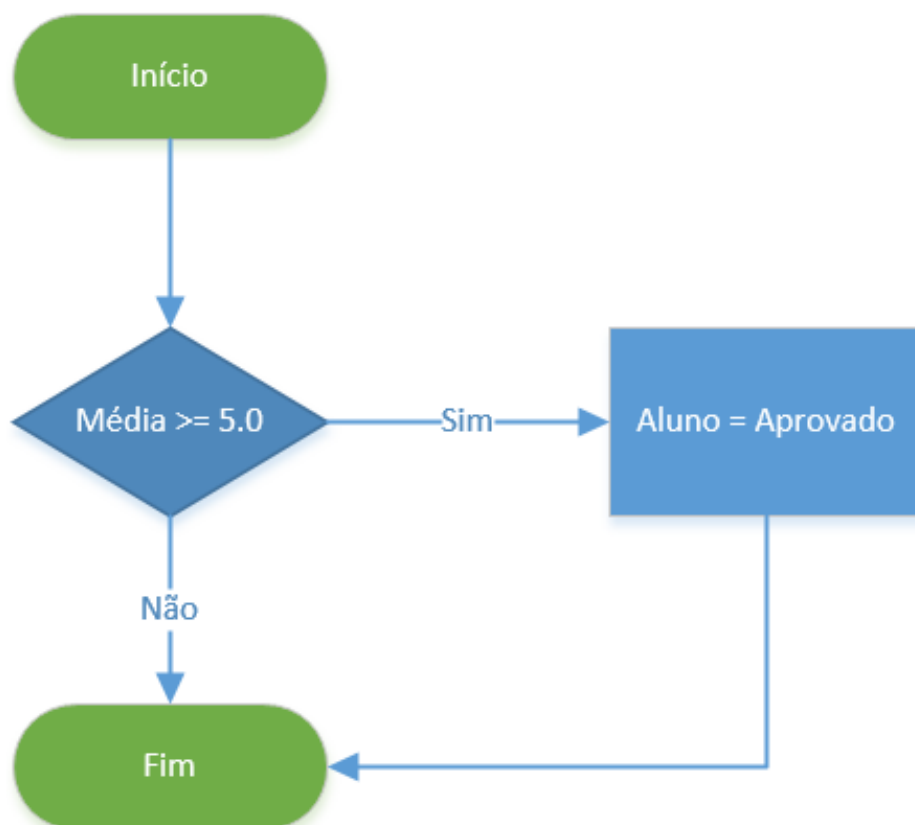 Início
Média >= 5.0
Sim
Aluno = Aprovado
Não
Fim